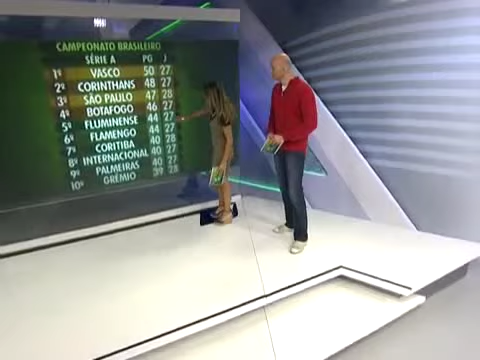 CAMPEONATO BRASILEIRO
SÉRIE A PG J
1º VASCO 50 27
2º CORINTHANS 48 27
3º SÃO PAULO 47 28
4º BOTAFOGO 46 27
5º FLUMINENSE 44 27
6º FLAMENGO 44 27
7º CORITIBA 40 28
8º INTERNACIONAL 40 27
9º PALMEIRAS 40 27
10º GRÊMIO 39 28